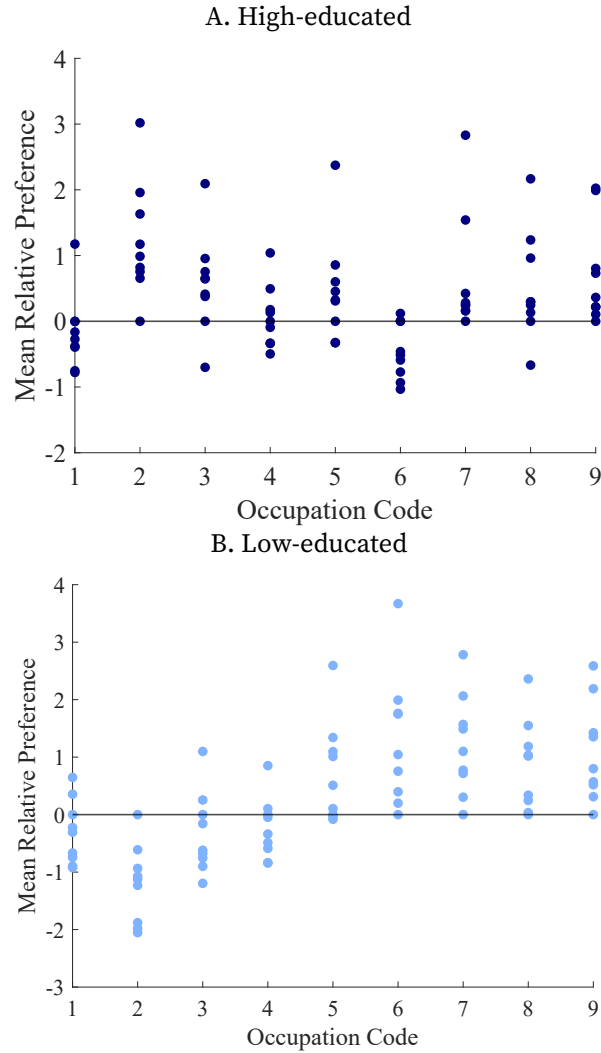 A. High-educated
4
3
2
1
0
-1
-2
Mean Relative Preference
1 2 3 4 5 6 7 8 9
Occupation Code
B. Low-educated
4
3
2
1
0
-1
-2
-3
Mean Relative Preference
1 2 3 4 5 6 7 8 9
Occupation Code